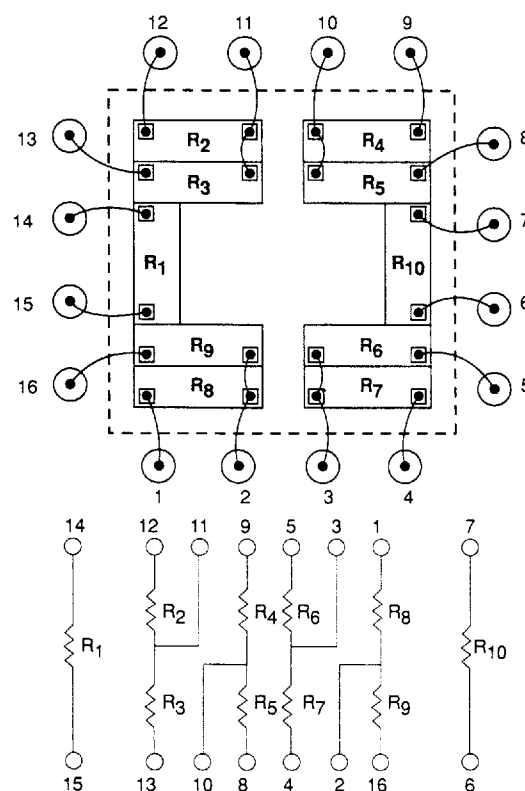 12 11 10 9
13 R2 R4 8
R3 R5
14 7
R1 R10
15 6
R9 R6
16 5
R8 R7
1 2 3 4
14 12 11 9 5 3 1 7
R2 R4 R6 R8
R1 R10
R3 R5 R7 R9
15 13 10 8 4 2 16 6